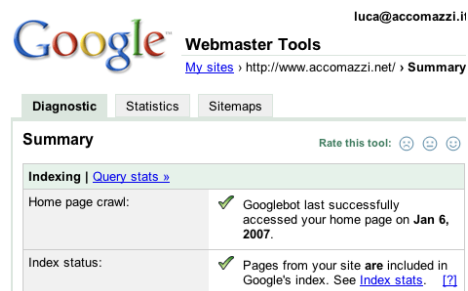 luca@accomazzi.it
Google™
Webmaster Tools
My sites › http://www.accomazzi.net/ › Summary
Diagnostic Statistics Sitemaps
Summary Rate this tool:
Indexing | Query stats »
Home page crawl: Googlebot last successfully
accessed your home page on Jan 6,
2007.
Index status: Pages from your site are included in
Google's index. See Index stats. [?]